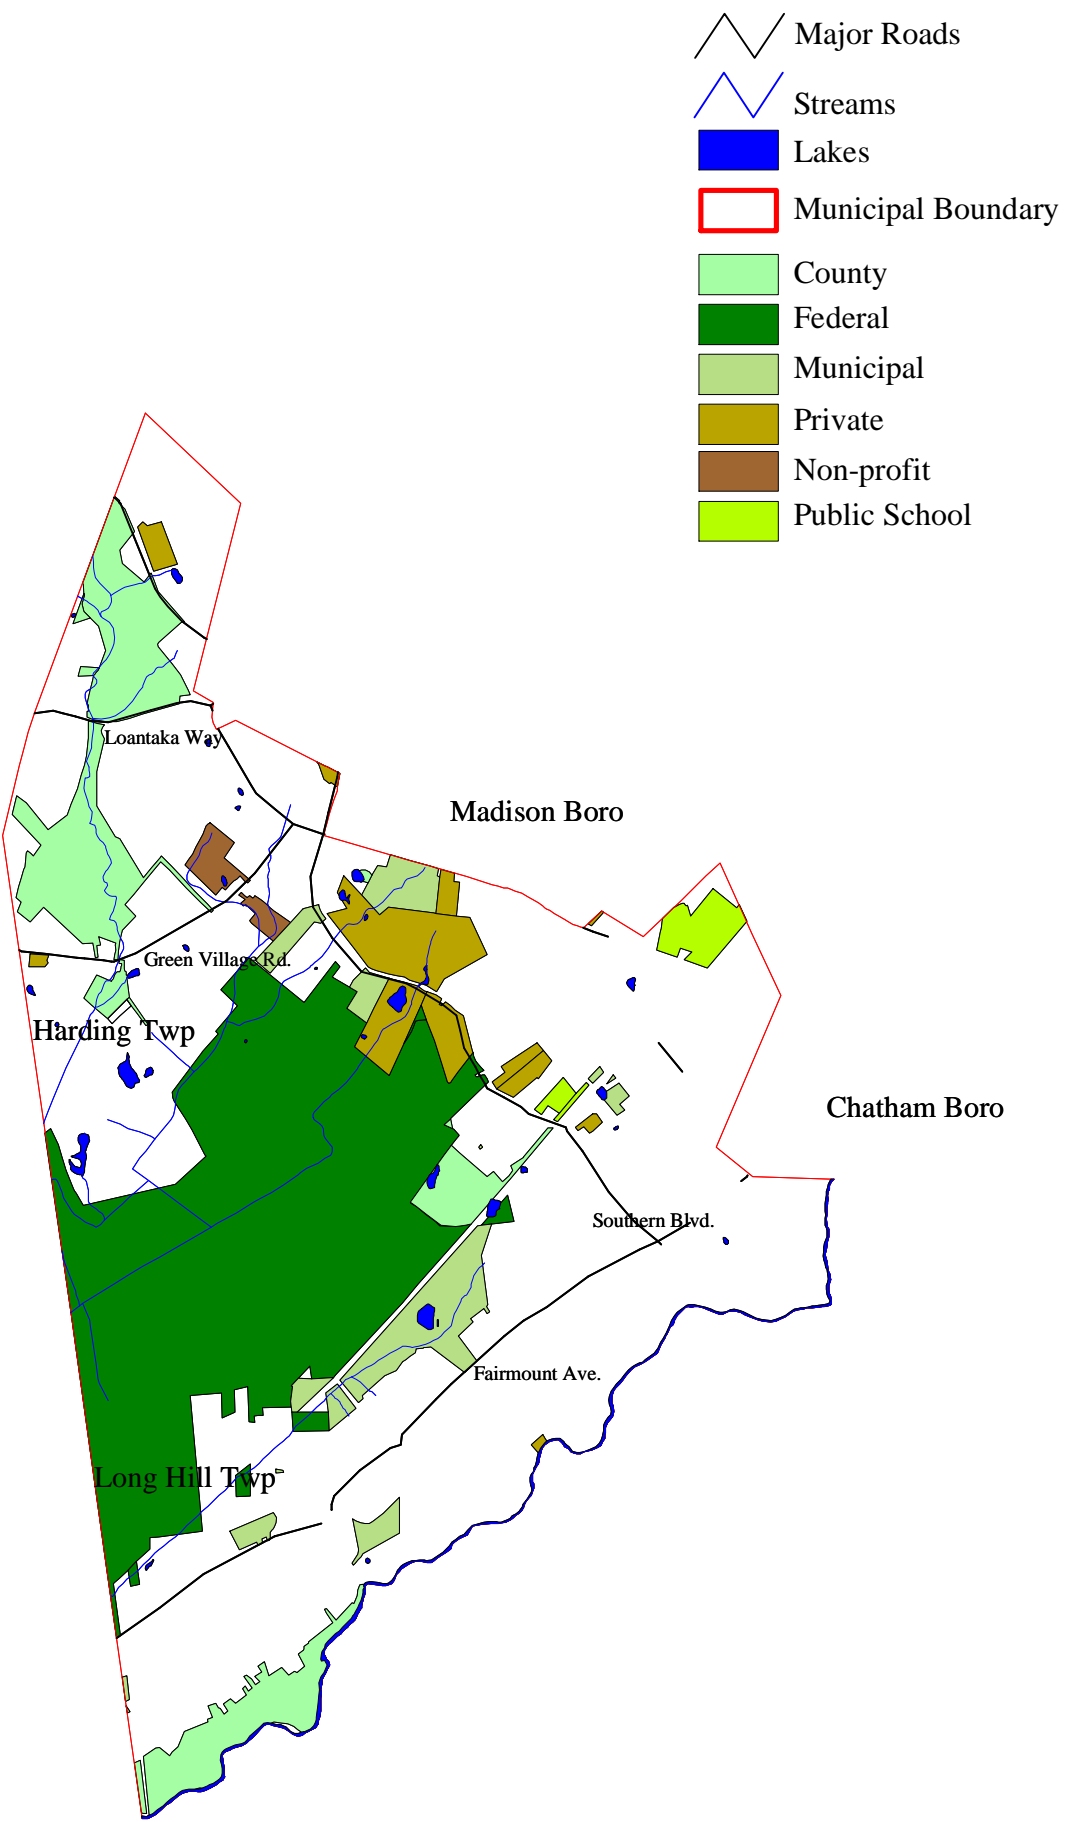 Major Roads
Streams
Lakes
Municipal Boundary
County
Federal
Municipal
Private
Non-profit
Public School
Loantaka Way
Madison Boro
Green Village Rd.
Harding Twp
Chatham Boro
Southern Blvd.
Fairmount Ave.
Long Hill Twp